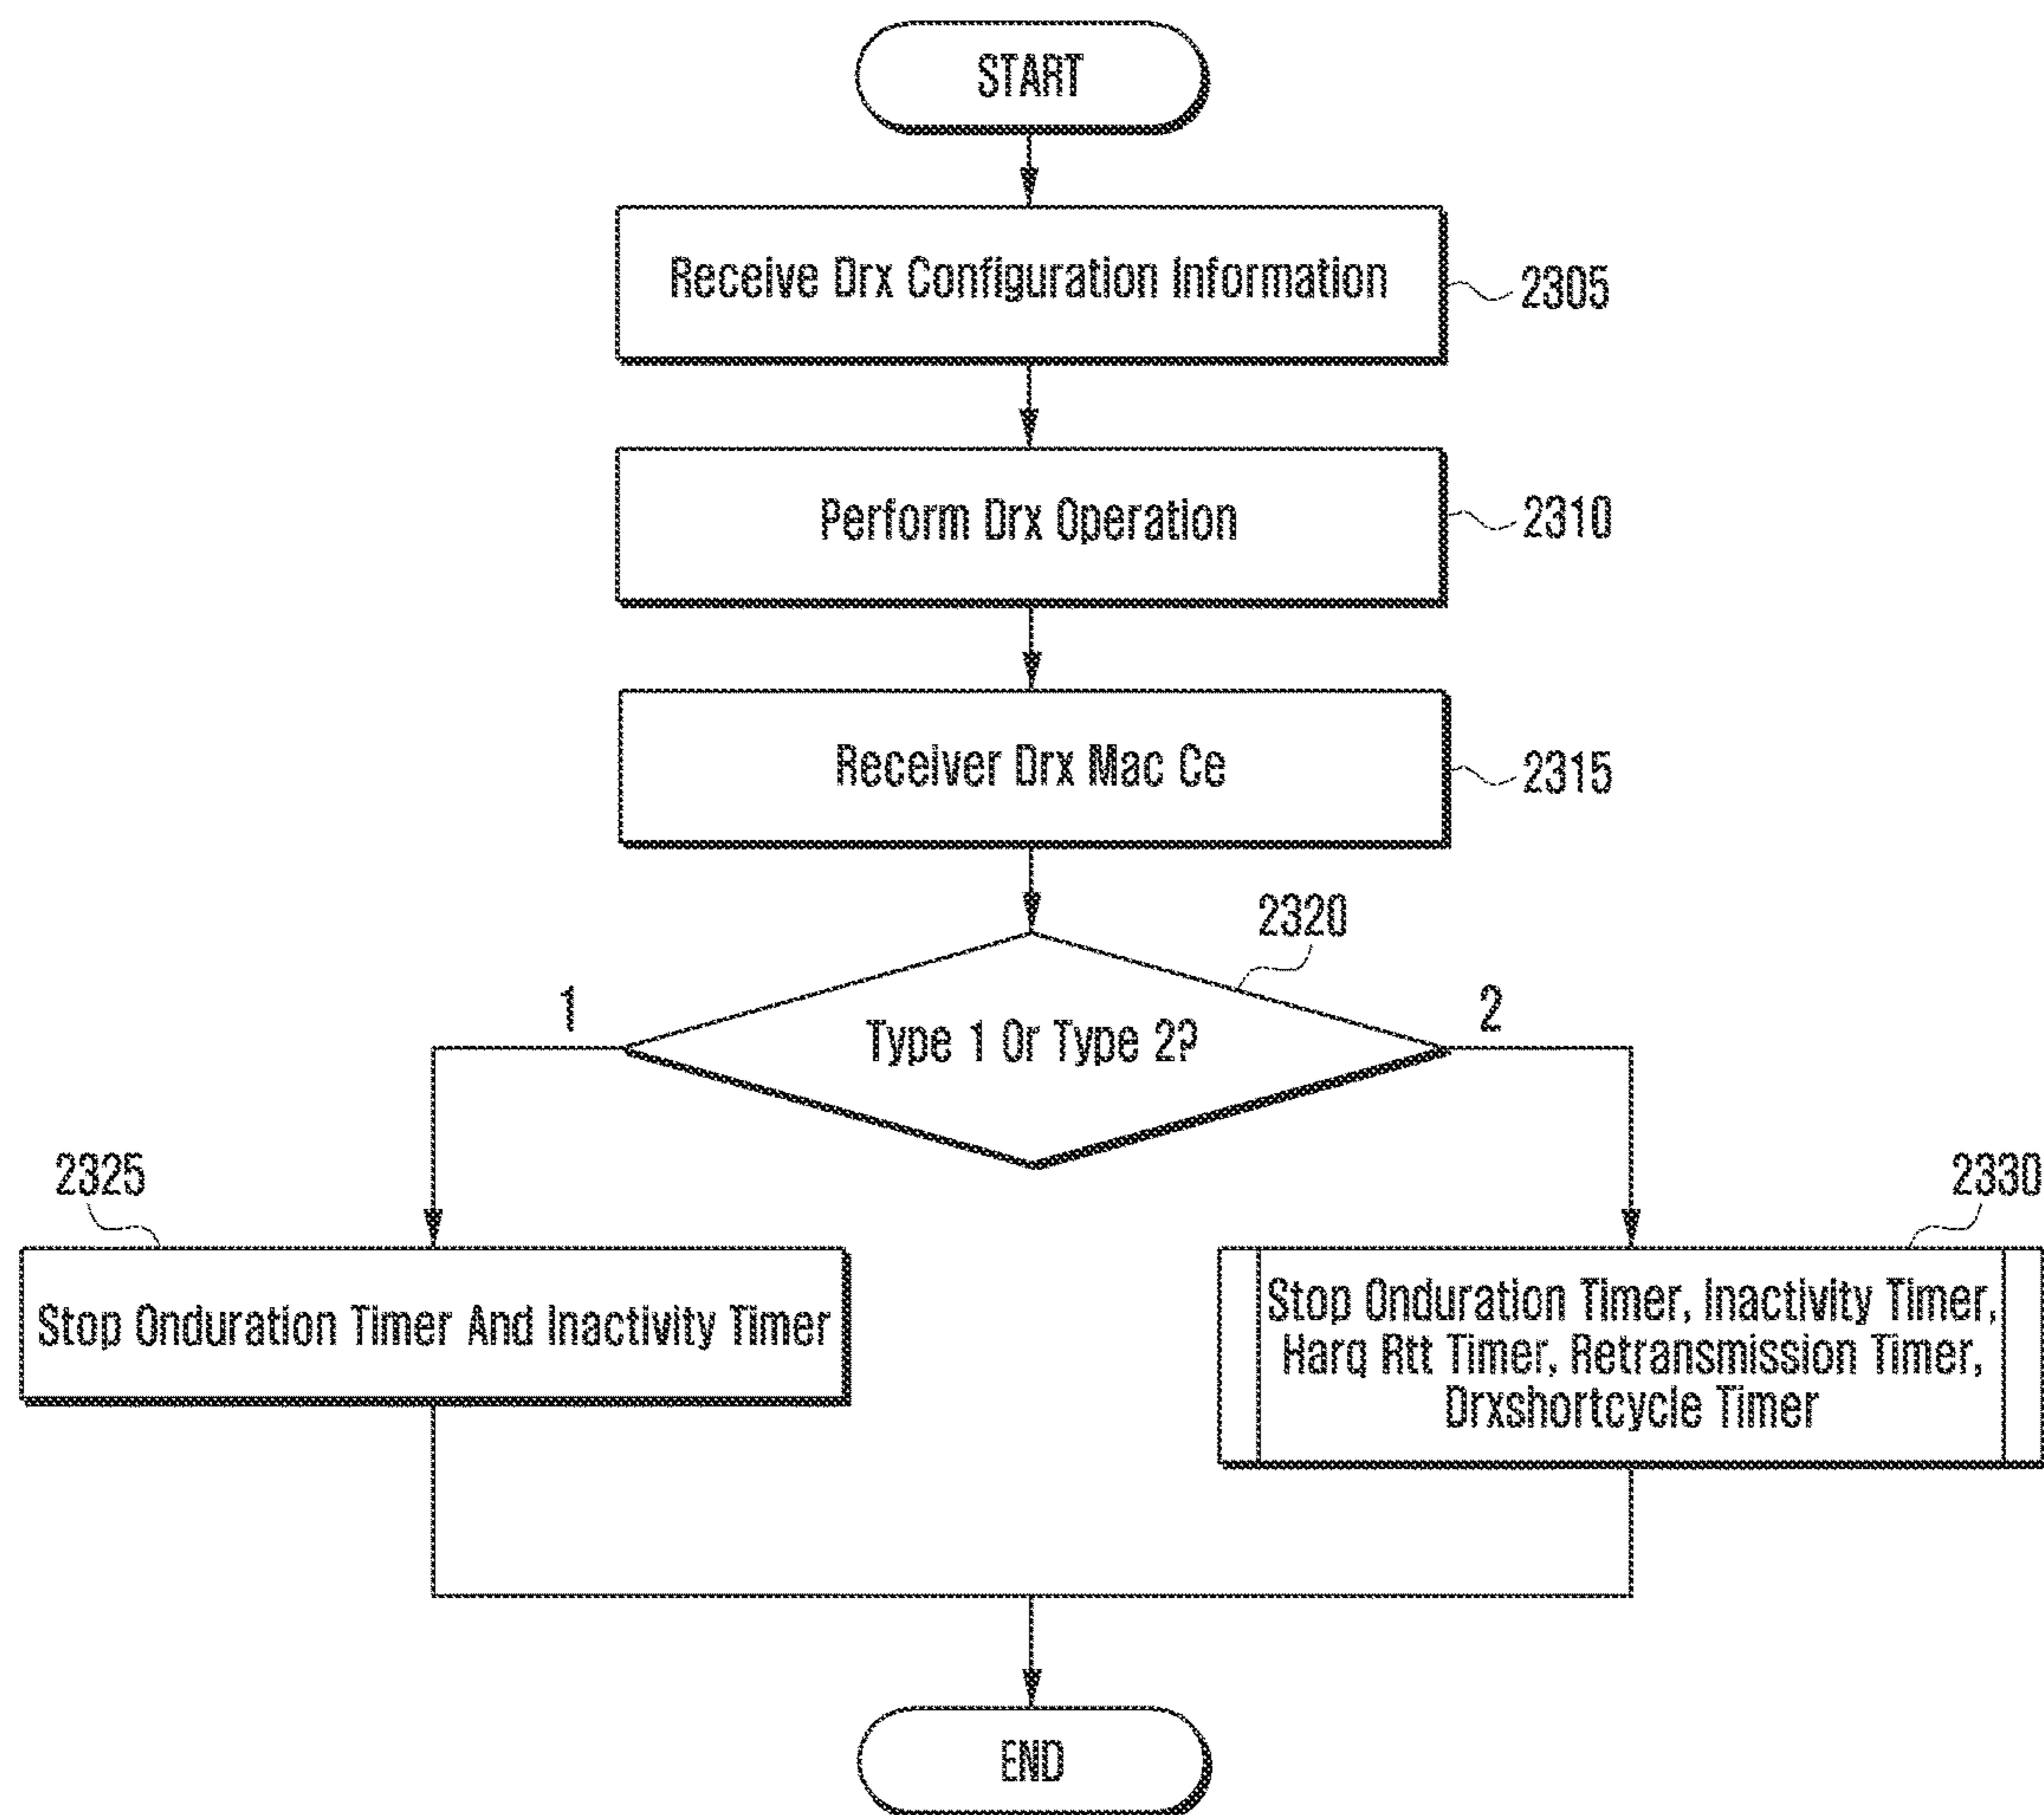 START
Receive Drx Configuration Information
2305
Perform Drx Operation
2310
Receiver Drx Mac Ce
2315
2320
1
Type 1 Or Type 2?
2
2325
2330
Stop Onduration Timer And Inactivity Timer
Stop Onduration Timer, Inactivity Timer,
Harq Rtt Timer, Retransmission Timer,
Drxshortcycle Timer
END